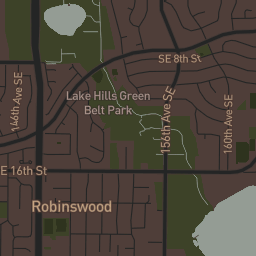 SE 8th St
146th Ave SE
Lake Hills Green
Belt Park
156th Ave SE
160th Ave SE
E 16th St
Robinswood